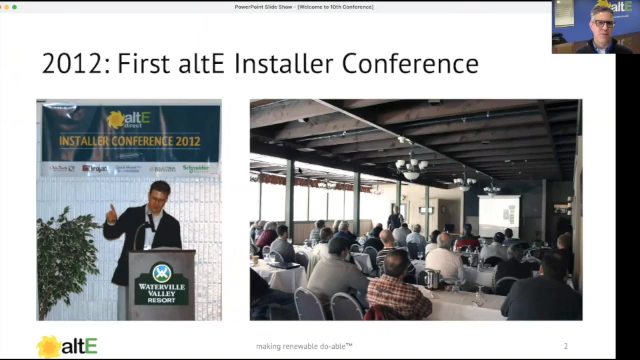 PowerPoint Slide Show - [Welcome to 10th Conference]
altE
2012: First altE Installer Conference
altE
direct
INSTALLER CONFERENCE 2012
Trojan
Schneider
WATERVILLE
VALLEY
RESORT
altE
making renewable do-able™
2